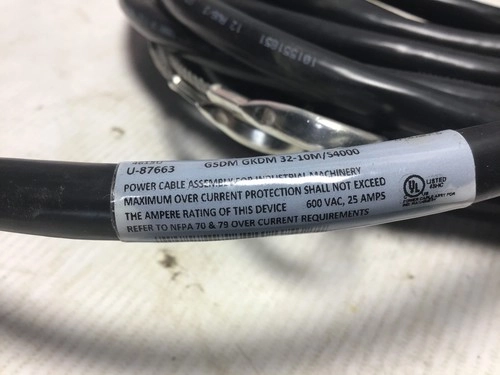 U-87663
GSDM GKDM 32-10M/S4000
POWER CABLE ASSEMBLY FOR INDUSTRIAL MACHINERY
MAXIMUM OVER CURRENT PROTECTION SHALL NOT EXCEED
THE AMPERE RATING OF THIS DEVICE 600 VAC, 25 AMPS
REFER TO NFPA 70 & 79 OVER CURRENT REQUIREMENTS
UL
LISTED